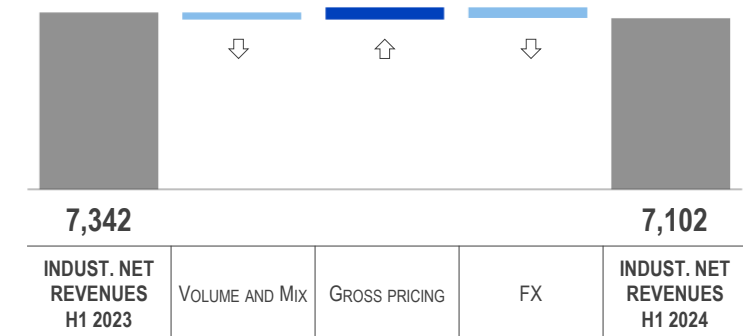 7,342
7,102
INDUST. NET
REVENUES
H1 2023
VOLUME AND MIX
GROSS PRICING
FX
INDUST. NET
REVENUES
H1 2024